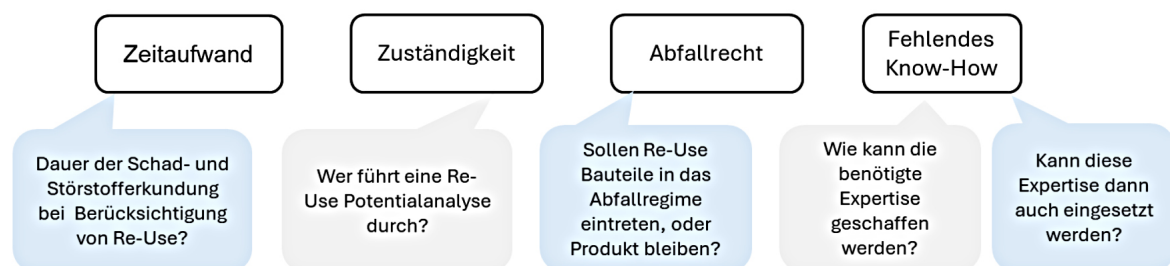 Zeitaufwand
Zuständigkeit
Abfallrecht
Fehlendes
Know-How
Dauer der Schad- und
Störstofferkundung
bei Berücksichtigung
von Re-Use?
Wer führt eine Re-
Use Potentialanalyse
durch?
Sollen Re-Use
Bauteile in das
Abfallregime
eintreten, oder
Produkt bleiben?
Wie kann die
benötigte
Expertise
geschaffen
werden?
Kann diese
Expertise dann
auch eingesetzt
werden?